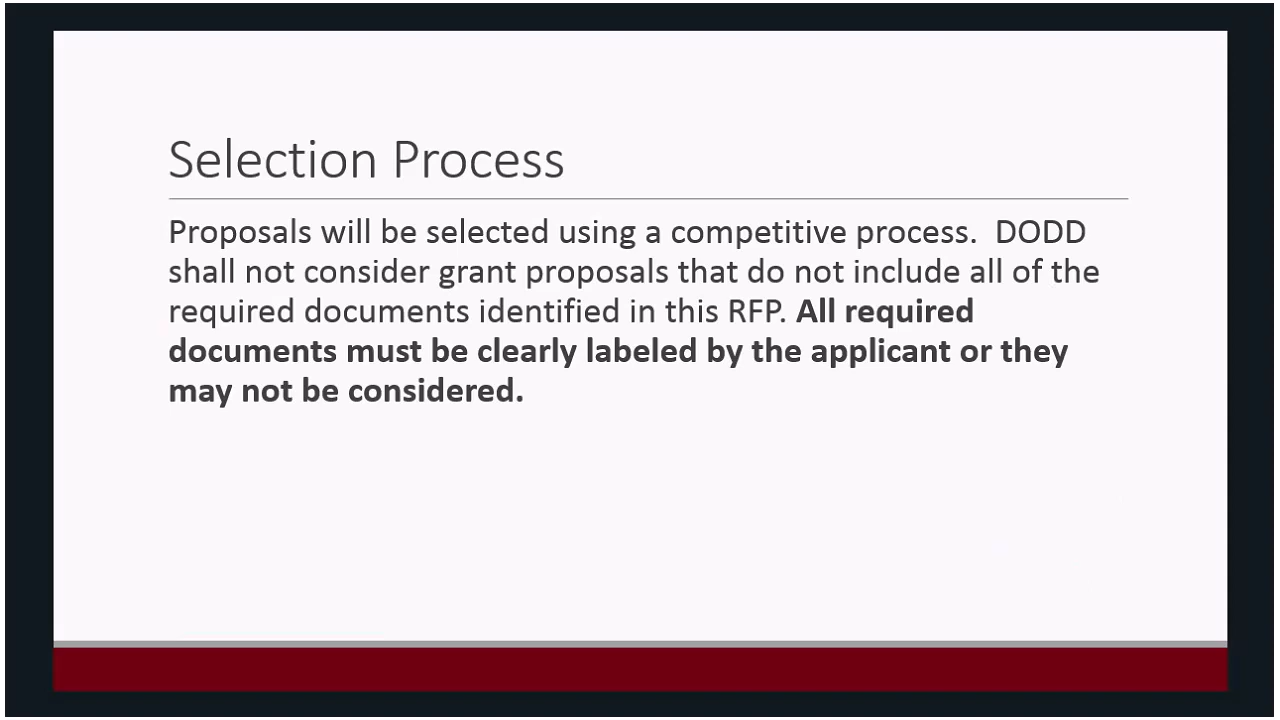 Selection Process
Proposals will be selected using a competitive process.  DODD
shall not consider grant proposals that do not include all of the
required documents identified in this RFP. All required
documents must be clearly labeled by the applicant or they
may not be considered.